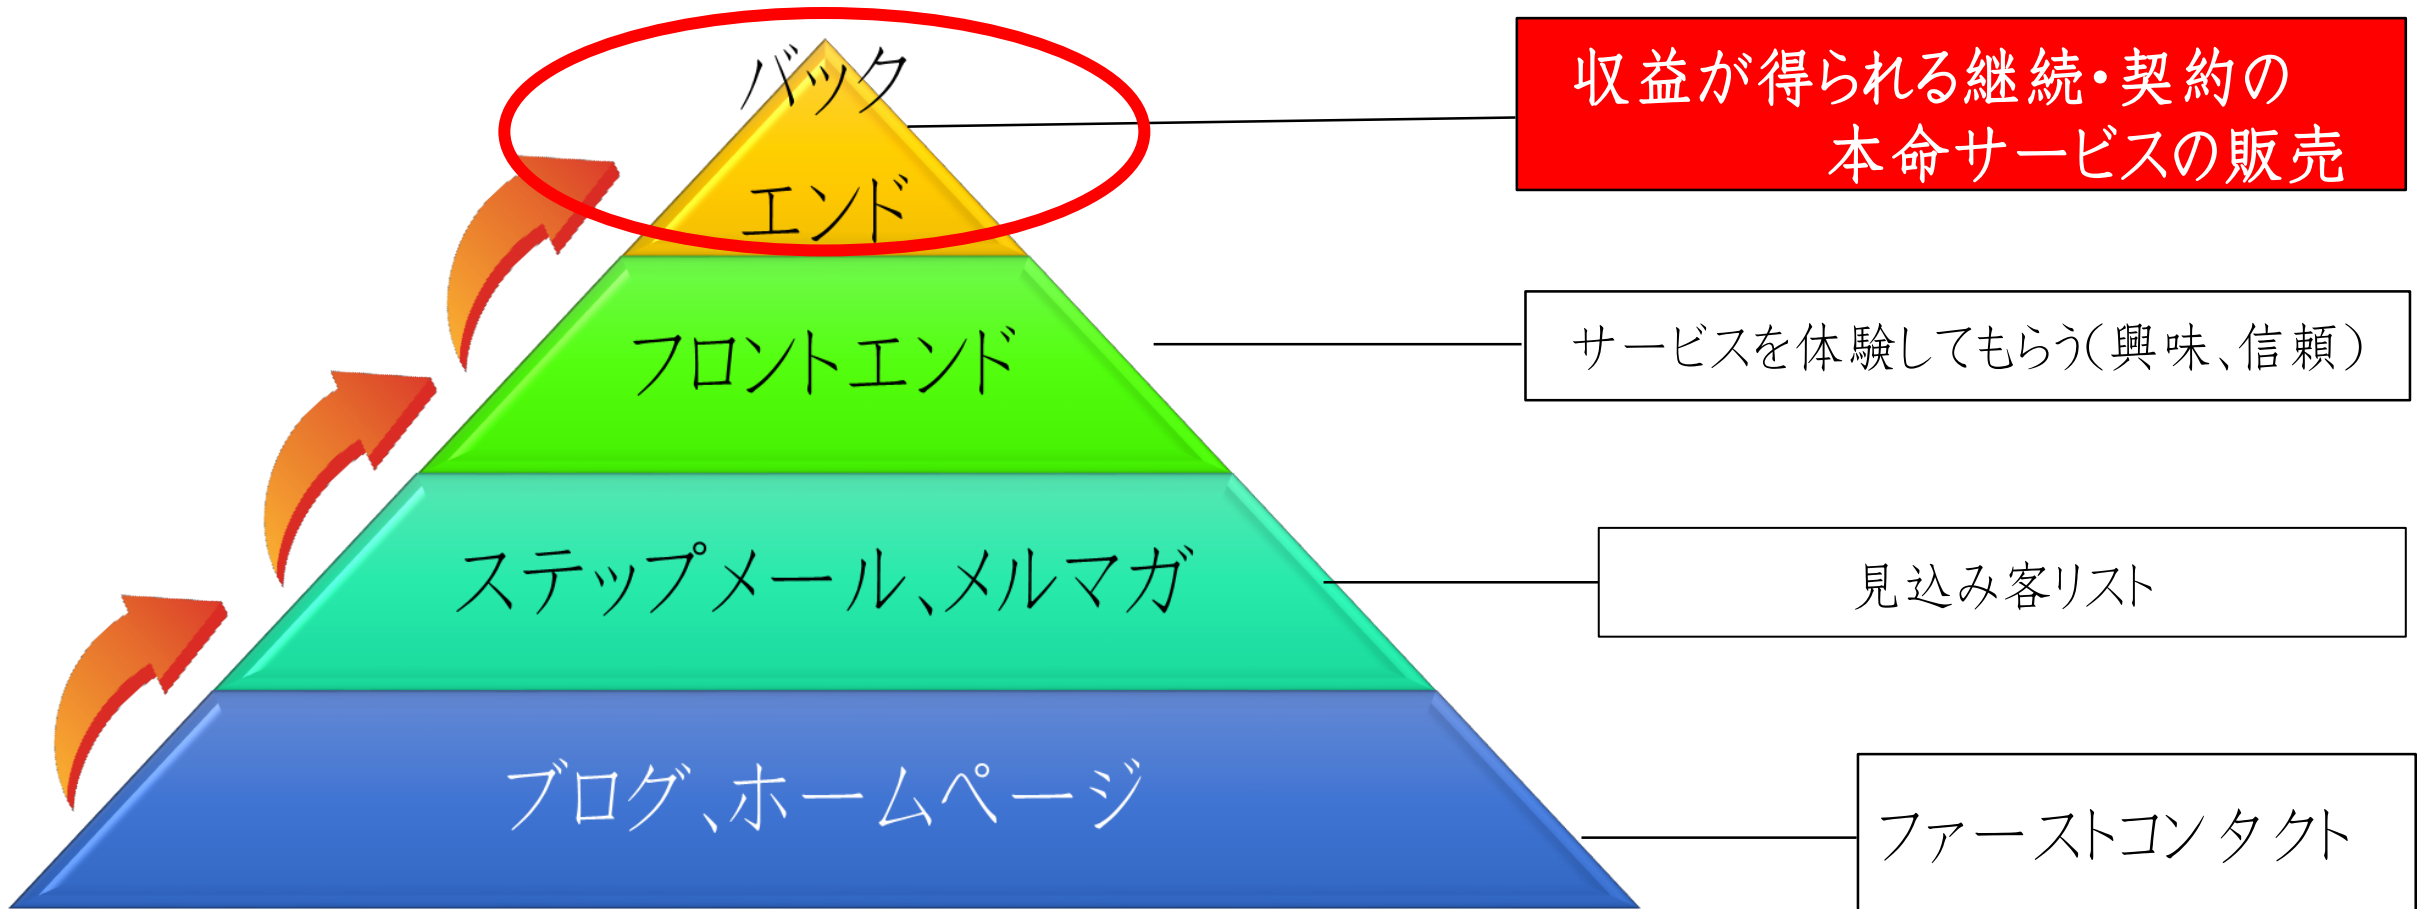 バック
エンド
収益が得られる継続・契約の
本命サービスの販売
フロントエンド
サービスを体験してもらう(興味、信頼)
ステップメール、メルマガ
見込み客リスト
ブログ、ホームページ
ファーストコンタクト